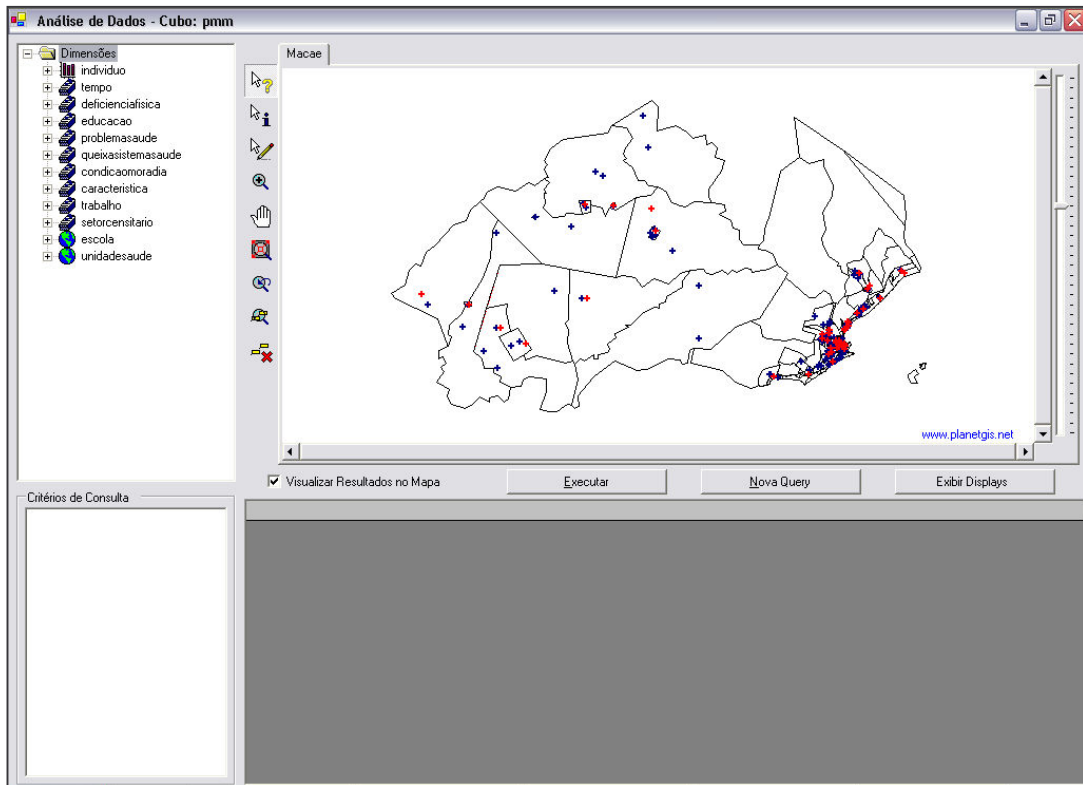 Análise de Dados - Cubo: pmm
Dimensões
individuo
tempo
deficienciafisica
educacao
problemasaude
queixasistemasaude
condicaomoradia
caracteristica
trabalho
setorcensitario
escola
unidadesaude
Macae
www.planetgis.net
Visualizar Resultados no Mapa
Executar
Nova Query
Exibir Displays
Critérios de Consulta